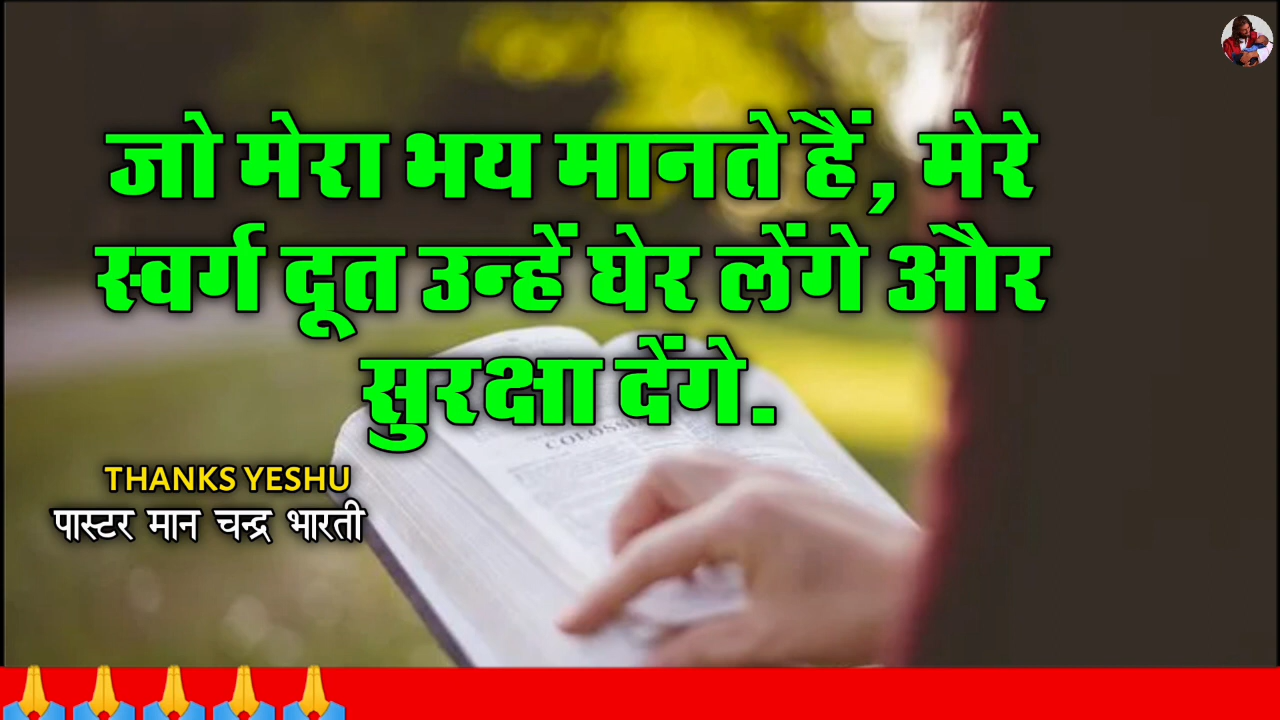 जो मेरा भय मानते हैं, मेरे
स्वर्ग दूत उन्हें घेर लेंगे और
सुरक्षा देंगे.
THANKS YESHU
पास्टर मान चन्द्र भारती